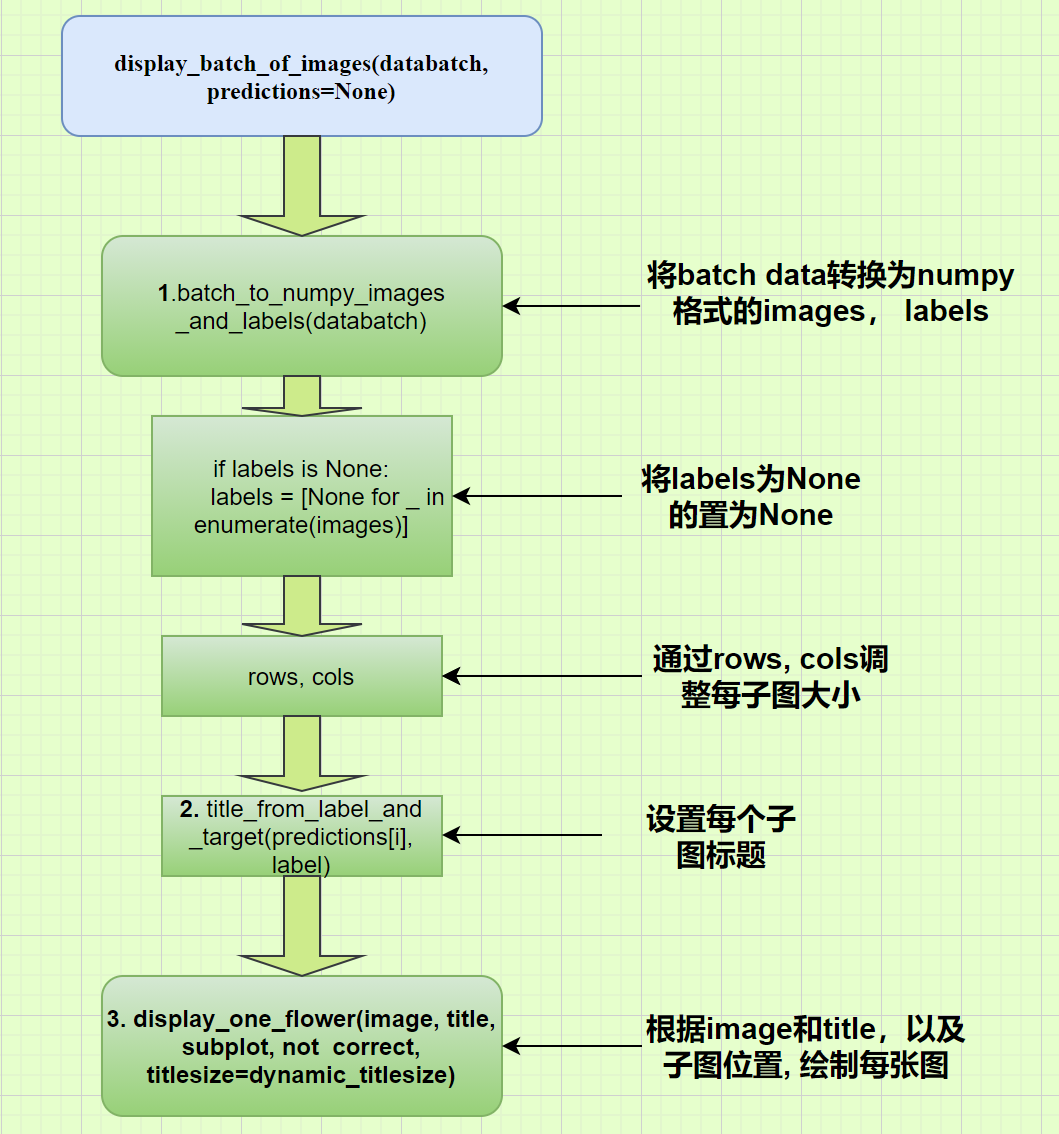 display_batch_of_images(databatch,
predictions=None)
1.batch_to_numpy_images
_and_labels(databatch)
将batch data转换为numpy
格式的images， labels
if labels is None:
labels = [None for _ in
enumerate(images)]
将labels为None
的置为None
rows, cols
通过rows, cols调
整每子图大小
2. title_from_label_and
_target(predictions[i],
label)
设置每个子
图标题
3. display_one_flower(image, title,
subplot, not correct,
titlesize=dynamic_titlesize)
根据image和title，以及
子图位置, 绘制每张图